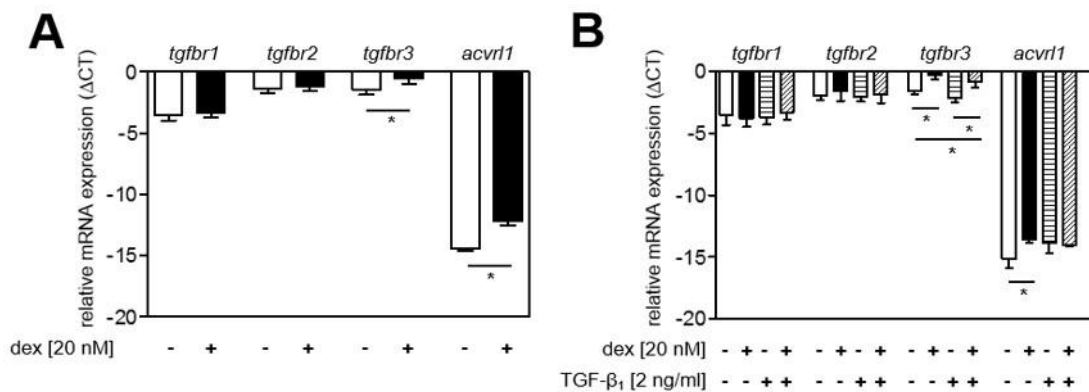 A
tgfbr1 tgfbr2 tgfbr3 acvrl1
relative mRNA expression (ΔCT)
0
-5
-10
-15
-20
*
*
dex [20 nM] - + - + - + - +
B
tgfbr1 tgfbr2 tgfbr3 acvrl1
relative mRNA expression (ΔCT)
0
-5
-10
-15
-20
*
*
*
*
dex [20 nM] - + - + - + - + - + - + - + - +
TGF-β₁ [2 ng/ml] - - + + - - + + - - + + - - + +